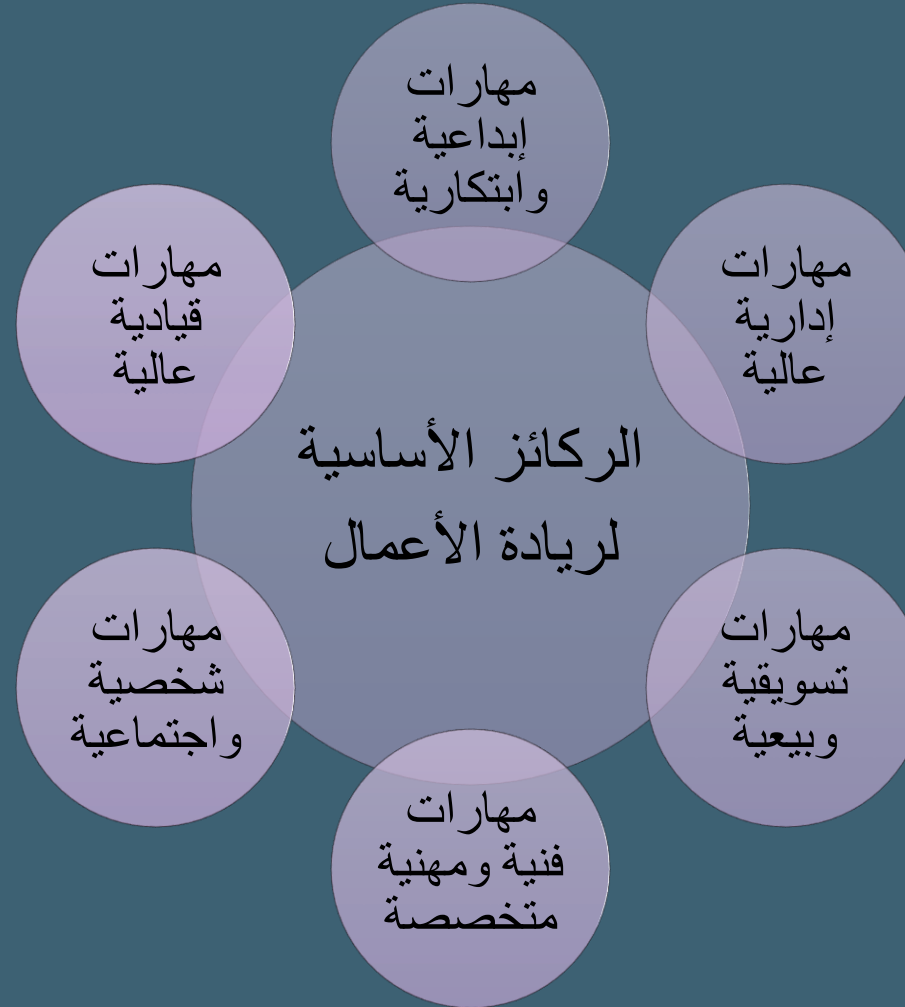 مهارات
إبداعية
وابتكارية
مهارات
إدارية
عالية
مهارات
تسويقية
وبيعية
مهارات
فنية ومهنية
متخصصة
مهارات
شخصية
واجتماعية
مهارات
قيادية
عالية
الركائز الأساسية
لريادة الأعمال